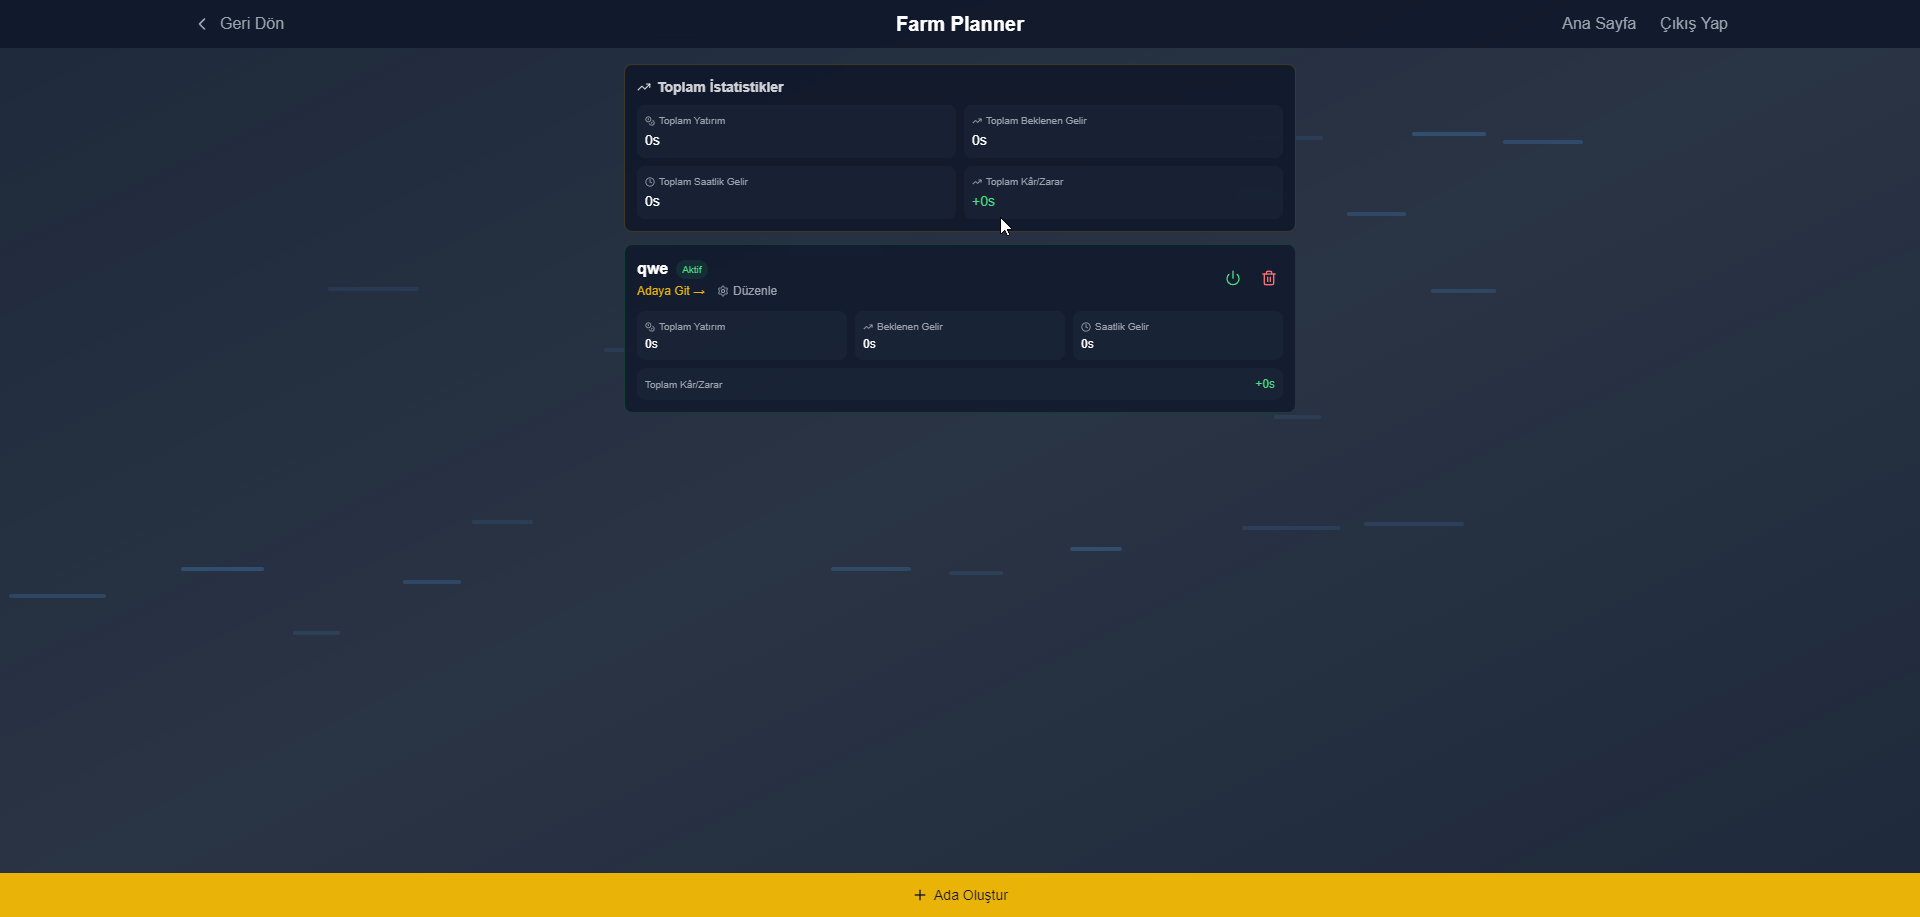 Geri Dön
Farm Planner
Ana Sayfa
Çıkış Yap
Toplam İstatistikler
Toplam Yatırım
0s
Toplam Beklenen Gelir
0s
Toplam Saatlik Gelir
0s
Toplam Kâr/Zarar
+0s
qwe Aktif
Adaya Git → Düzenle
Toplam Yatırım
0s
Beklenen Gelir
0s
Saatlik Gelir
0s
Toplam Kâr/Zarar +0s
+ Ada Oluştur